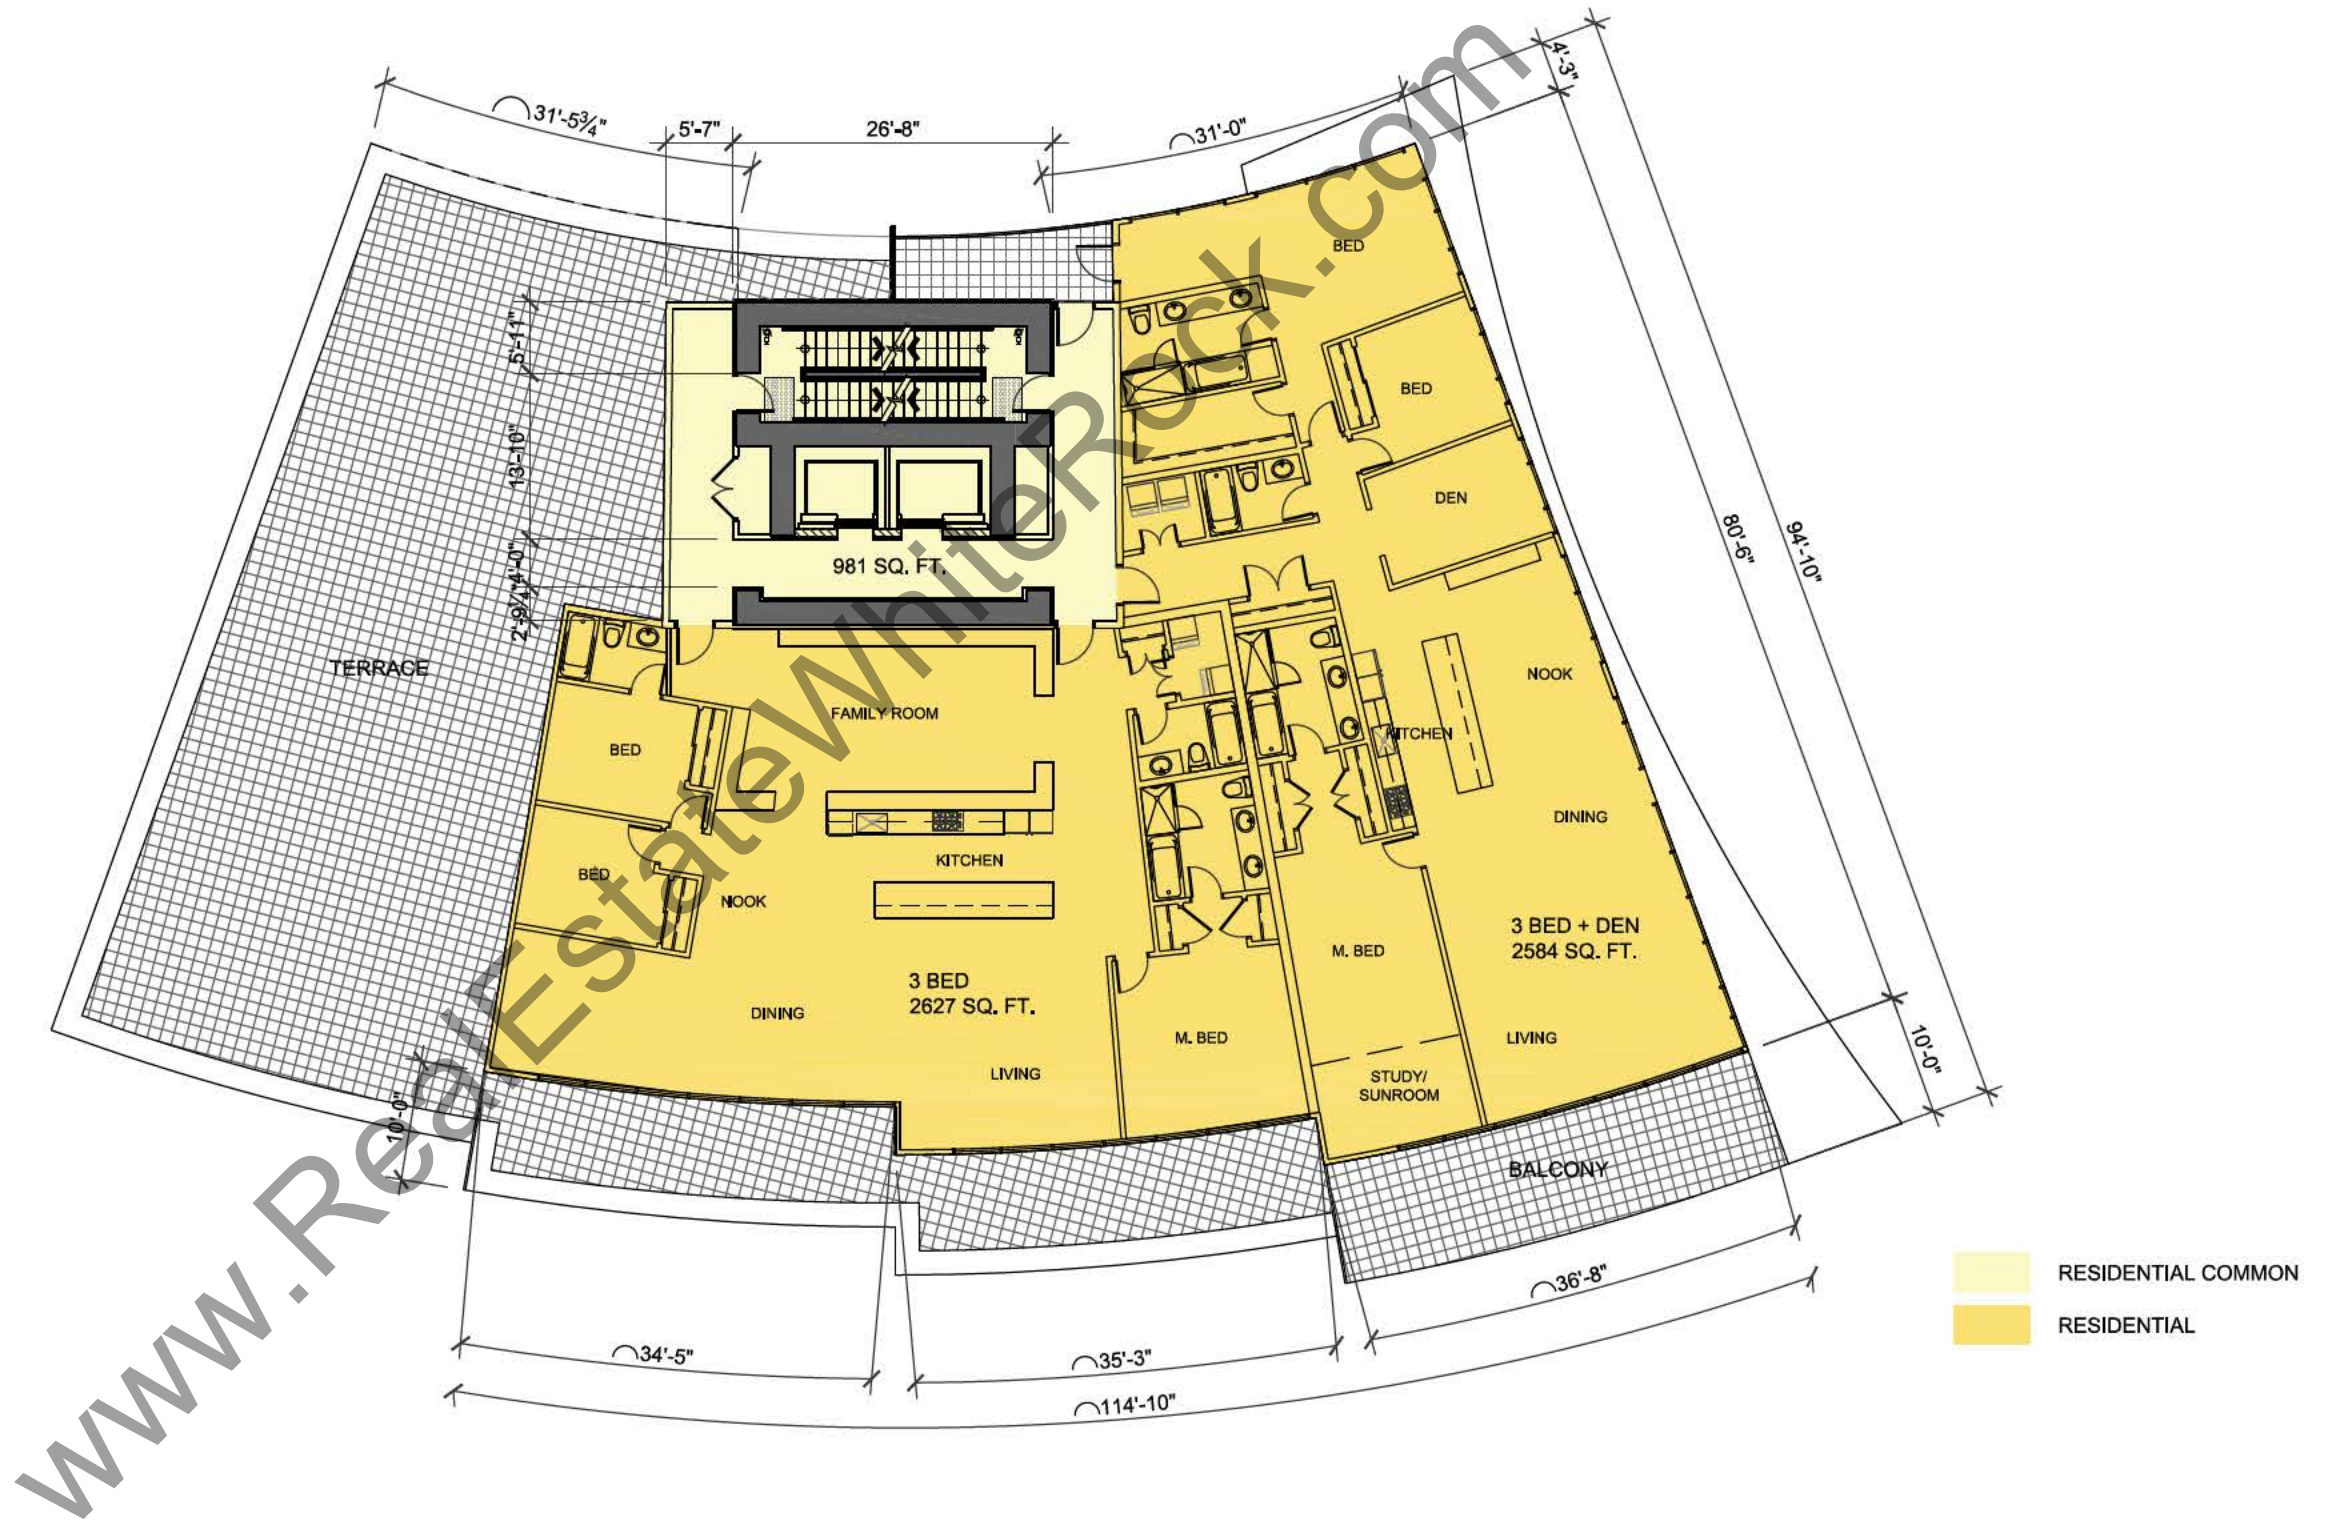 4'-3"
31'-5¾"
5'-7"
26'-8"
31'-0"
BED
5'-11"
BED
13'-10"
DEN
80'-6"
94'-10"
981 SQ. FT.
4'-0"
2'-9¼"
TERRACE
NOOK
FAMILY ROOM
KITCHEN
BED
DINING
KITCHEN
BED
NOOK
3 BED + DEN
2584 SQ. FT.
M. BED
3 BED
2627 SQ. FT.
DINING
M. BED
LIVING
LIVING
10'-0"
STUDY/
SUNROOM
10'-0"
BALCONY
RESIDENTIAL COMMON
36'-8"
RESIDENTIAL
34'-5"
35'-3"
114'-10"
www.RealEstateWhiteRock.com